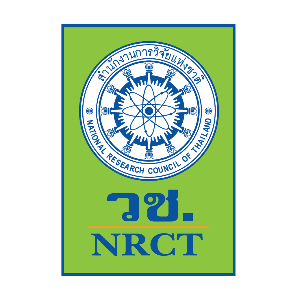 สำนักงานการวิจัยแห่งชาติ
NATIONAL RESEARCH COUNCIL OF THAILAND
วช.
NRCT